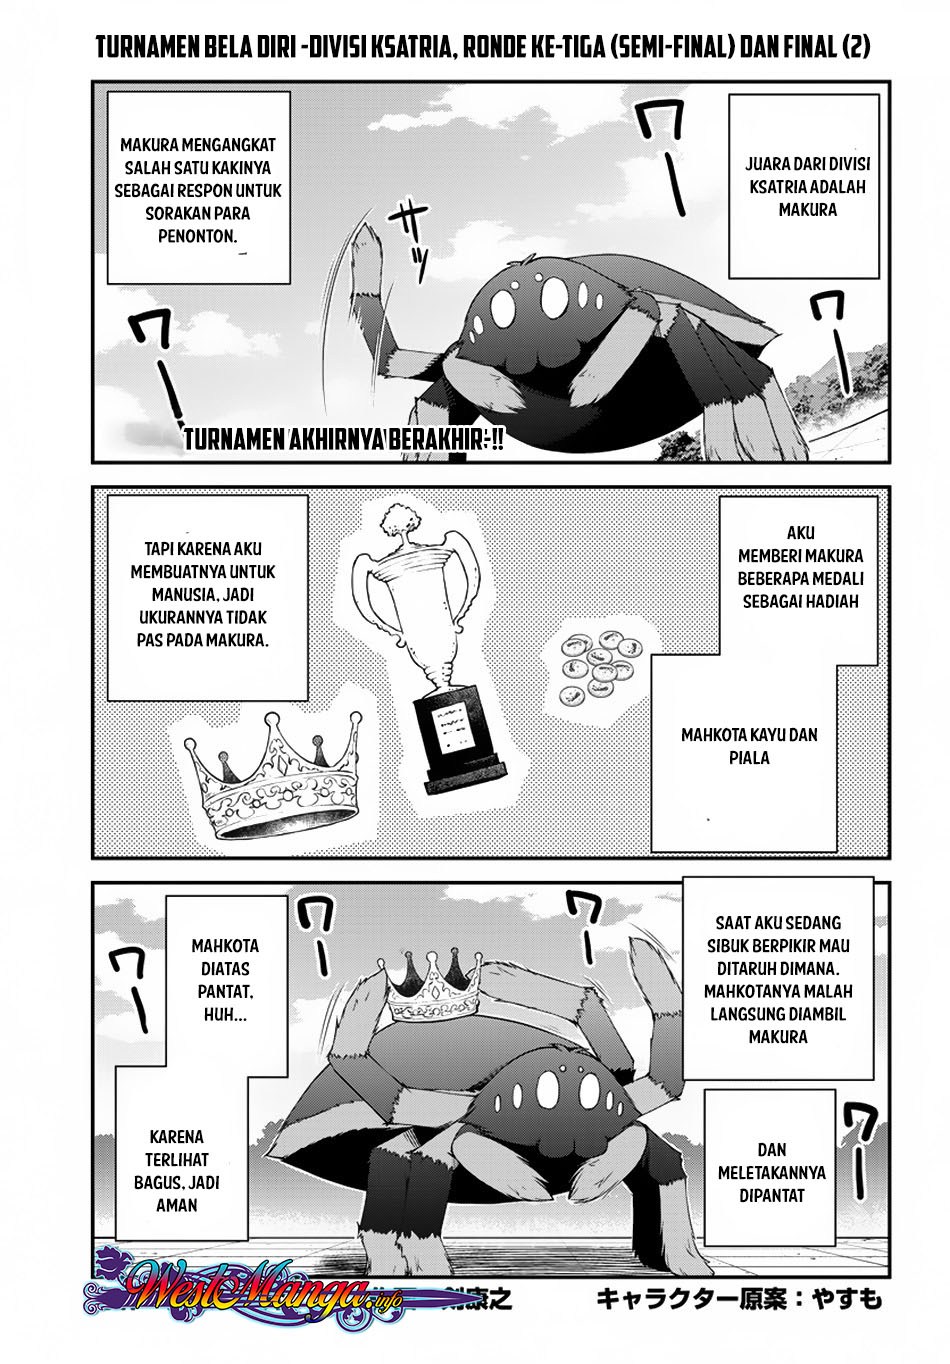 TURNAMEN BELA DIRI -DIVISI KSATRIA, RONDE KE-TIGA (SEMI-FINAL) DAN FINAL (2)
JUARA DARI DIVISI
KSATRIA ADALAH
MAKURA
ワー
サッ
MAKURA MENGANGKAT
SALAH SATU KAKINYA
SEBAGAI RESPON UNTUK
SORAKAN PARA
PENONTON.
ワー
TURNAMEN AKHIRNYA BERAKHIR-!!
AKU
MEMBERI MAKURA
BEBERAPA MEDALI
SEBAGAI HADIAH
MAHKOTA KAYU DAN
PIALA
TAPI KARENA AKU
MEMBUATNYA UNTUK
MANUSIA, JADI
UKURANNYA TIDAK
PAS PADA MAKURA.
SAAT AKU SEDANG
SIBUK BERPIKIR MAU
DITARUH DIMANA.
MAHKOTANYA MALAH
LANGSUNG DIAMBIL
MAKURA
DAN
MELETAKANNYA
DIPANTAT
ワー
ワー
ワー
ワー
MAHKOTA
DIATAS
PANTAT,
HUH...
KARENA
TERLIHAT
BAGUS, JADI
AMAN
WestManga.info
康之
キャラクター原案：やすも